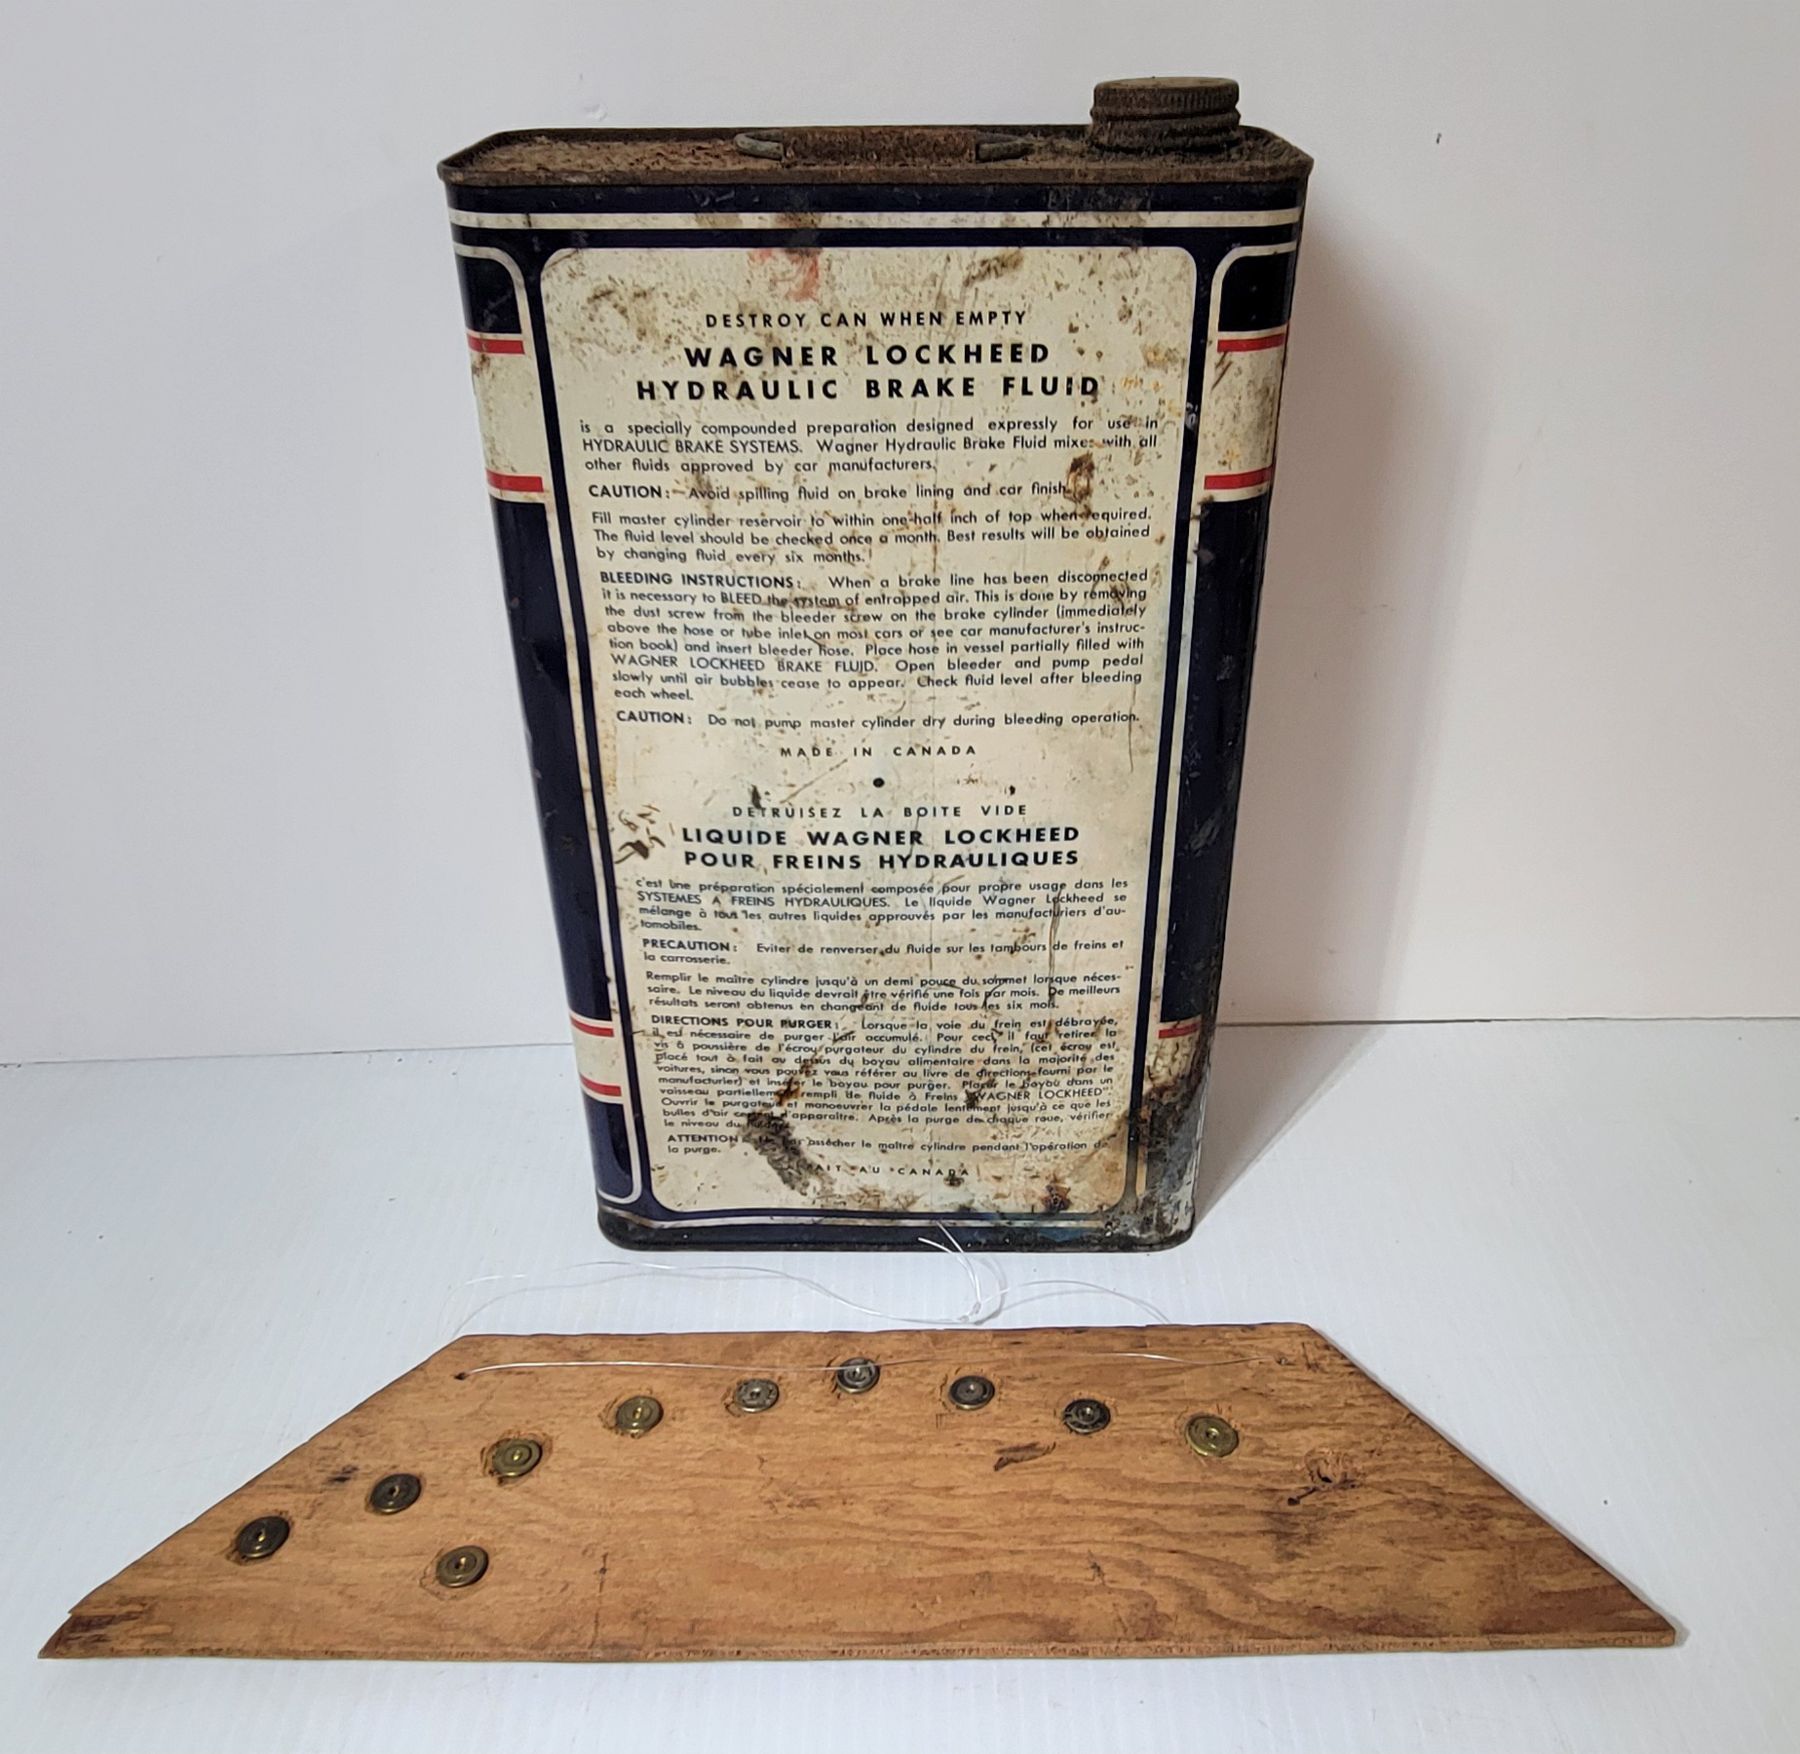 DESTROY CAN WHEN EMPTY
WAGNER LOCKHEED
HYDRAULIC BRAKE FLUID
is a specially compounded preparation designed expressly for use in
HYDRAULIC BRAKE SYSTEMS. Wagner Hydraulic Brake Fluid mixes with all
other fluids approved by car manufacturers.
CAUTION: Avoid spilling fluid on brake lining and car finish.
Fill master cylinder reservoir to within one-half inch of top when required.
The fluid level should be checked once a month. Best results will be obtained
by changing fluid every six months.
BLEEDING INSTRUCTIONS: When a brake line has been disconnected
it is necessary to BLEED the system of entrapped air. This is done by removing
the dust screw from the bleeder screw on the brake cylinder (immediately
above the hose or tube inlet on most cars or see car manufacturer's instruc-
tion book) and insert bleeder hose. Place hose in vessel partially filled with
WAGNER LOCKHEED BRAKE FLUID. Open bleeder and pump pedal
slowly until air bubbles cease to appear. Check fluid level after bleeding
each wheel.
CAUTION: Do not pump master cylinder dry during bleeding operation.
MADE IN CANADA
DETRUISEZ LA BOITE VIDE
LIQUIDE WAGNER LOCKHEED
POUR FREINS HYDRAULIQUES
c'est une préparation spécialement composée pour propre usage dans les
SYSTEMES A FREINS HYDRAULIQUES. Le liquide Wagner Lockheed se
mélange à tous les autres liquides approuvés par les manufacturiers d'au-
tomobiles.
PRECAUTION: Eviter de renverser du fluide sur les tambours de freins et
la carrosserie.
Remplir le maître cylindre jusqu'à un demi pouce du sommet lorsque néces-
saire. Le niveau du liquide devrait être vérifié une fois par mois. De meilleurs
résultats seront obtenus en changeant de fluide tous les six mois.
DIRECTIONS POUR PURGER: Lorsque la voie du frein est débrayée,
il est nécessaire de purger l'air accumulé. Pour ceci, il faut retirer la
vis à poussière de l'écrou purgateur du cylindre du frein, (cet écrou est
placé tout à fait au dessus du boyau alimentaire dans la majorité des
voitures, sinon vous pouvez vous référer au livre de directions fourni par le
manufacturier) et insérer le boyau pour purger. Placer le boyau dans un
vaisseau partiellement rempli de fluide à Freins "WAGNER LOCKHEED".
Ouvrir le purgateur et manoeuvrer la pédale lentement jusqu'à ce que les
bulles d'air cessent d'apparaître. Après la purge de chaque roue, vérifier
le niveau du
ATTENTION assécher le maître cylindre pendant l'opération de
la purge.
FAIT AU CANADA